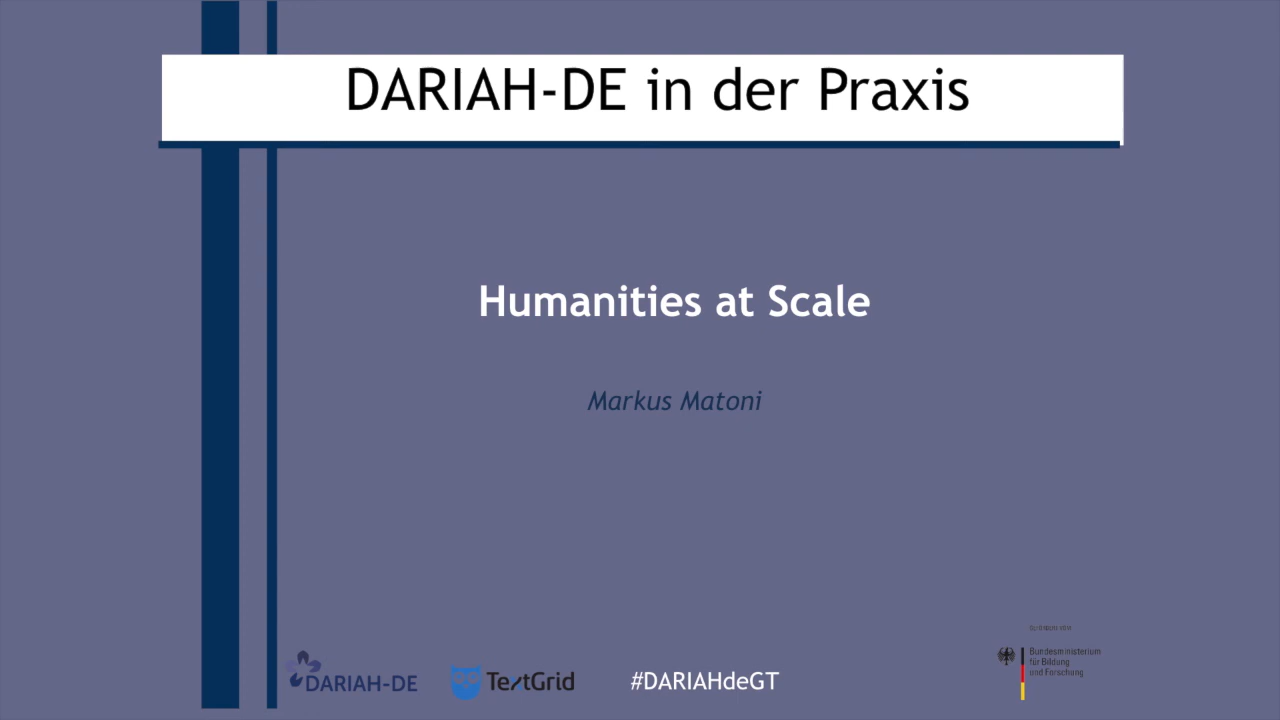 DARIAH-DE in der Praxis
Humanities at Scale
Markus Matoni
DARIAH-DE
TextGrid
#DARIAHdeGT
Bundesministerium
für Bildung
und Forschung